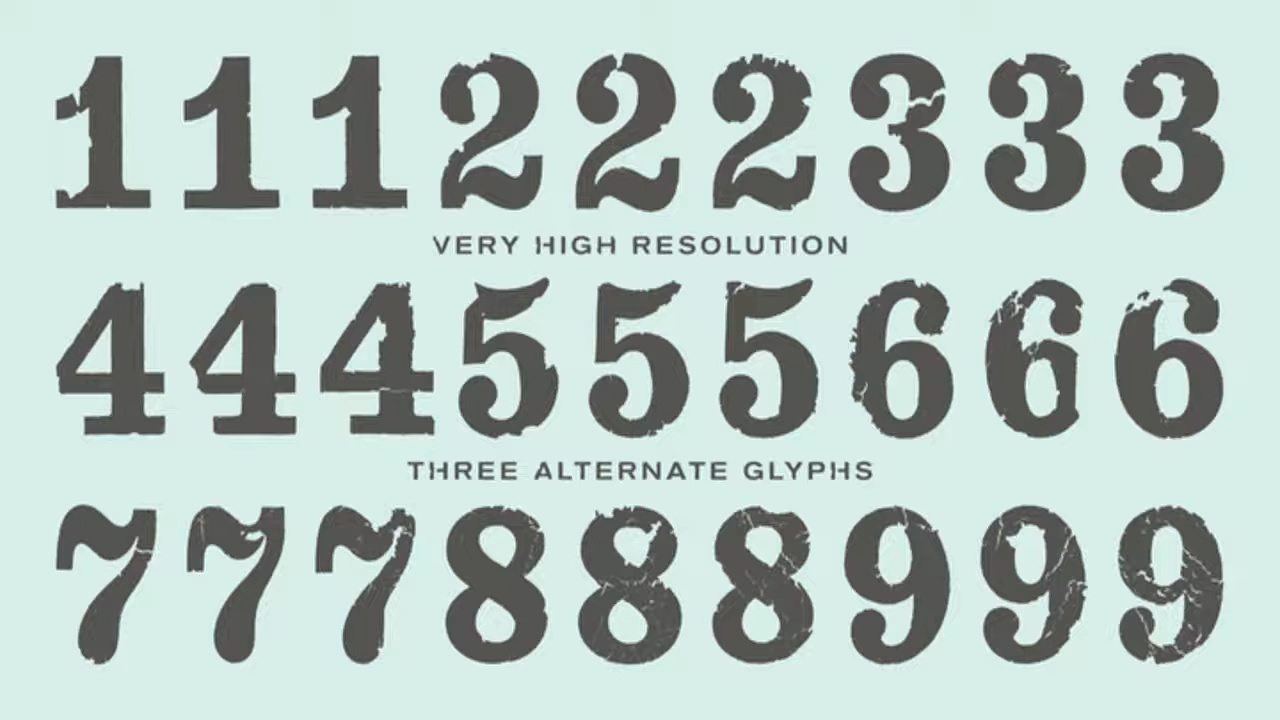 111222333
VERY HIGH RESOLUTION
444555666
THREE ALTERNATE GLYPHS
777888999